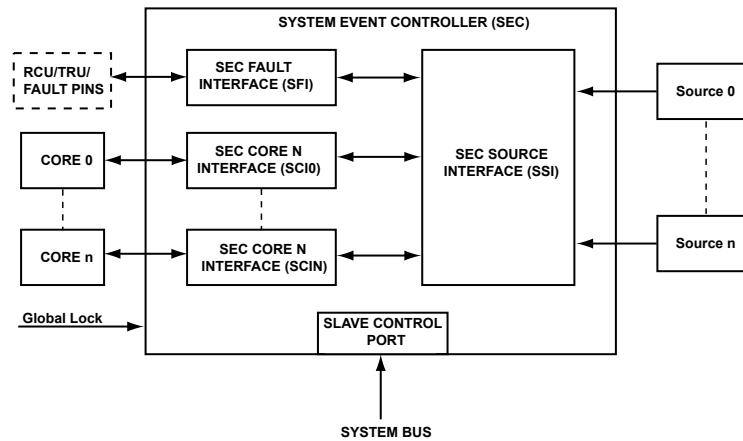 SYSTEM EVENT CONTROLLER (SEC)
RCU/TRU/
FAULT PINS
SEC FAULT
INTERFACE (SFI)
Source 0
CORE 0
SEC CORE N
INTERFACE (SCI0)
SEC SOURCE
INTERFACE (SSI)
CORE n
SEC CORE N
INTERFACE (SCIN)
Source n
Global Lock
SLAVE CONTROL
PORT
SYSTEM BUS